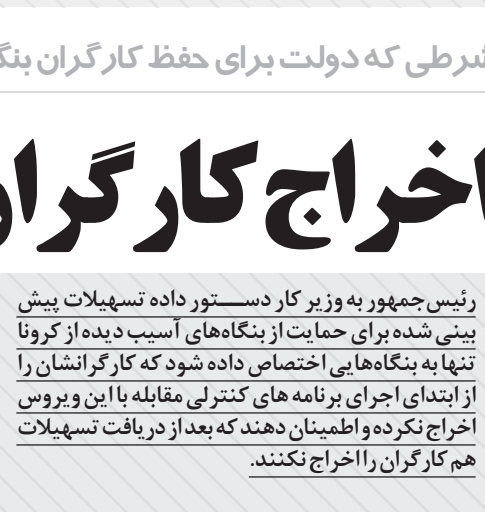 شرطی که دولت برای حفظ کارگران
اخراج کارگران
رئیس‌جمهور به وزیر کار دستور داده تسهیلات پیش
بینی شده برای حمایت از بنگاه‌های آسیب دیده از کرونا
تنها به بنگاه‌هایی اختصاص داده شود که کارگرانشان را
از ابتدای اجرای برنامه های کنترلی مقابله با این ویروس
اخراج نکرده و اطمینان دهند که بعد از دریافت تسهیلات
هم کارگران را اخراج نکنند.